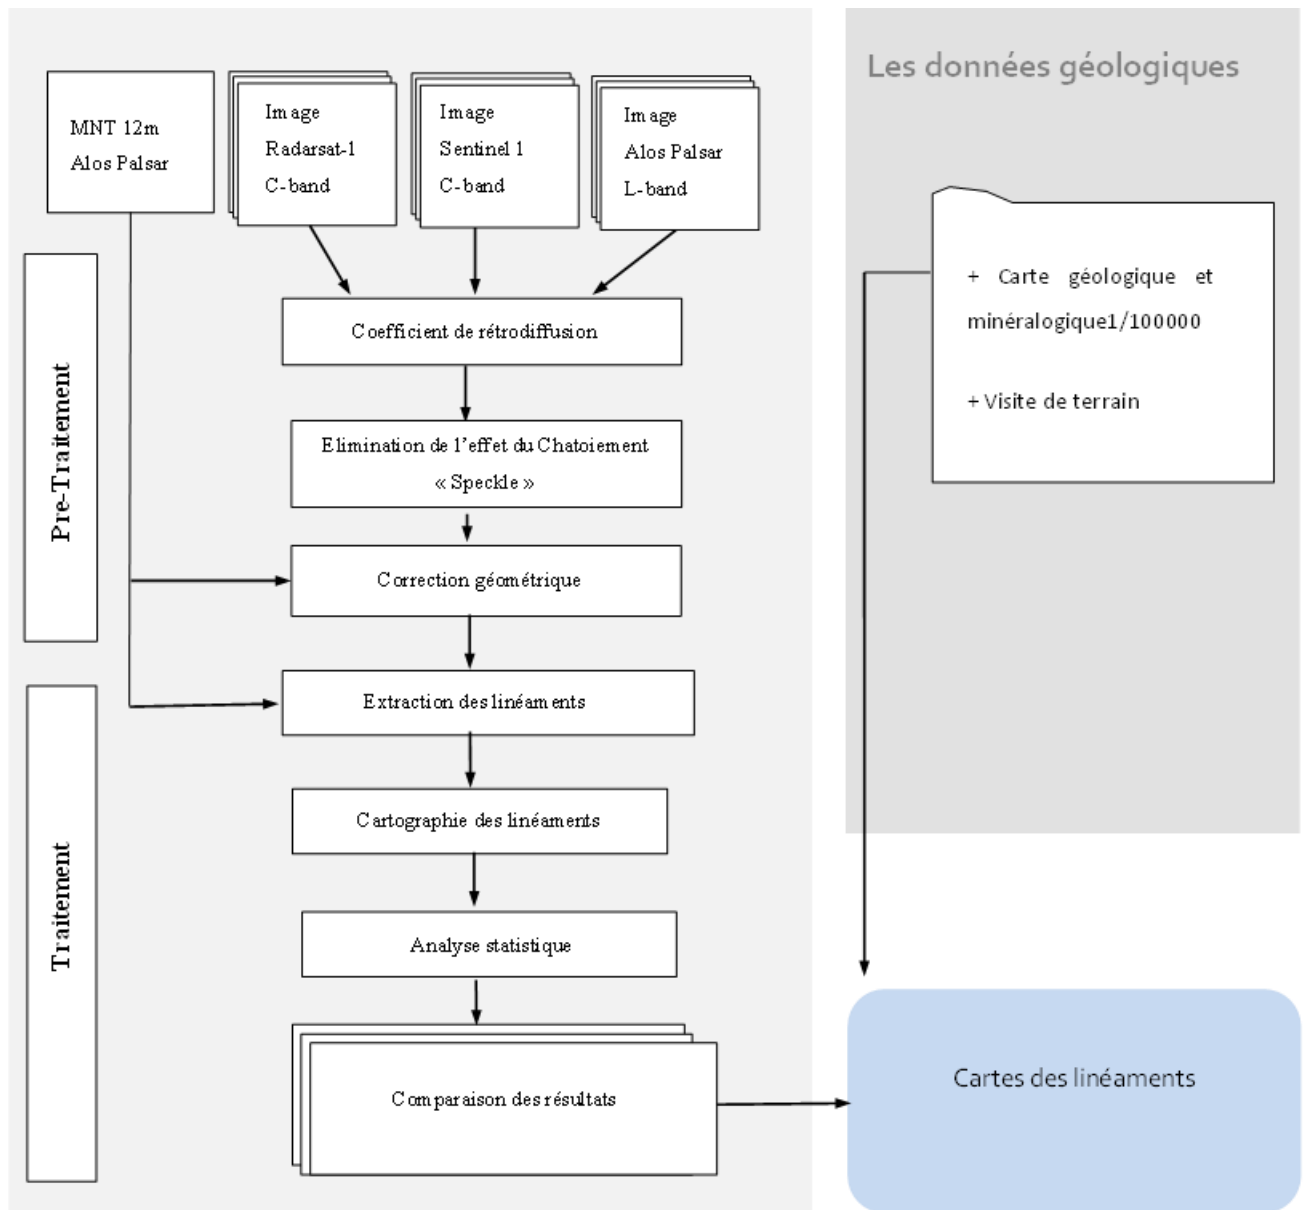 MNT 12m
Alos Palsar
Image
Radarsat-1
C-band
Image
Sentinel 1
C-band
Image
Alos Palsar
L-band
Les données géologiques
+ Carte géologique et
minéralogique1/100000
+ Visite de terrain
Pre-Traitement
Coefficient de rétrodiffusion
Elimination de l’effet du Chatoiement
« Speckle »
Correction géométrique
Traitement
Extraction des linéaments
Cartographie des linéaments
Analyse statistique
Comparaison des résultats
Cartes des linéaments